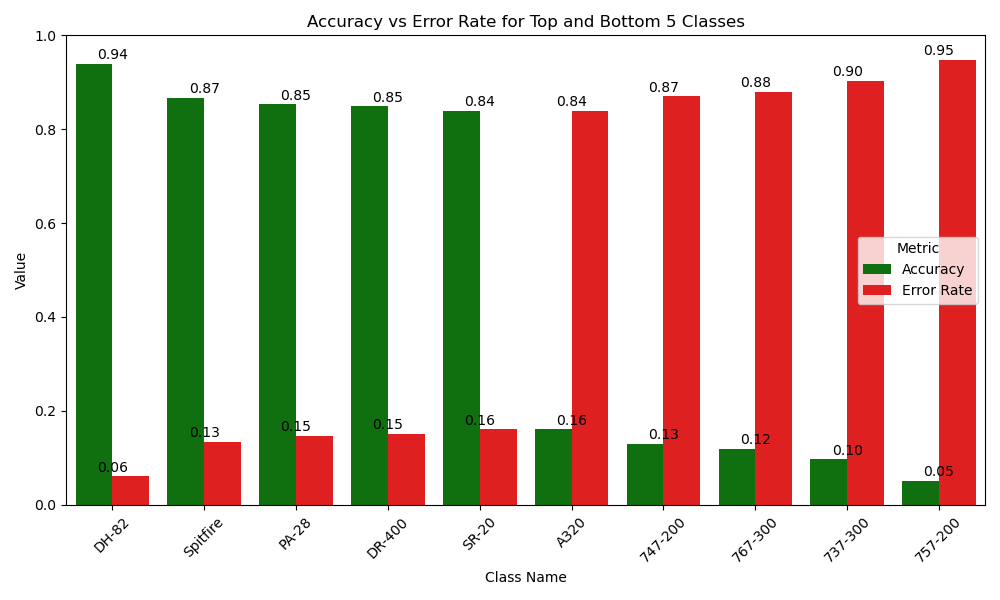 Accuracy vs Error Rate for Top and Bottom 5 Classes
1.0
0.8
0.6
0.4
0.2
0.0
Value
0.94
0.87
0.85
0.85
0.84
0.84
0.87
0.88
0.90
0.95
0.06
0.13
0.15
0.15
0.16
0.16
0.13
0.12
0.10
0.05
Metric
Accuracy
Error Rate
DH-82
Spitfire
PA-28
DR-400
SR-20
A320
747-200
767-300
737-300
757-200
Class Name